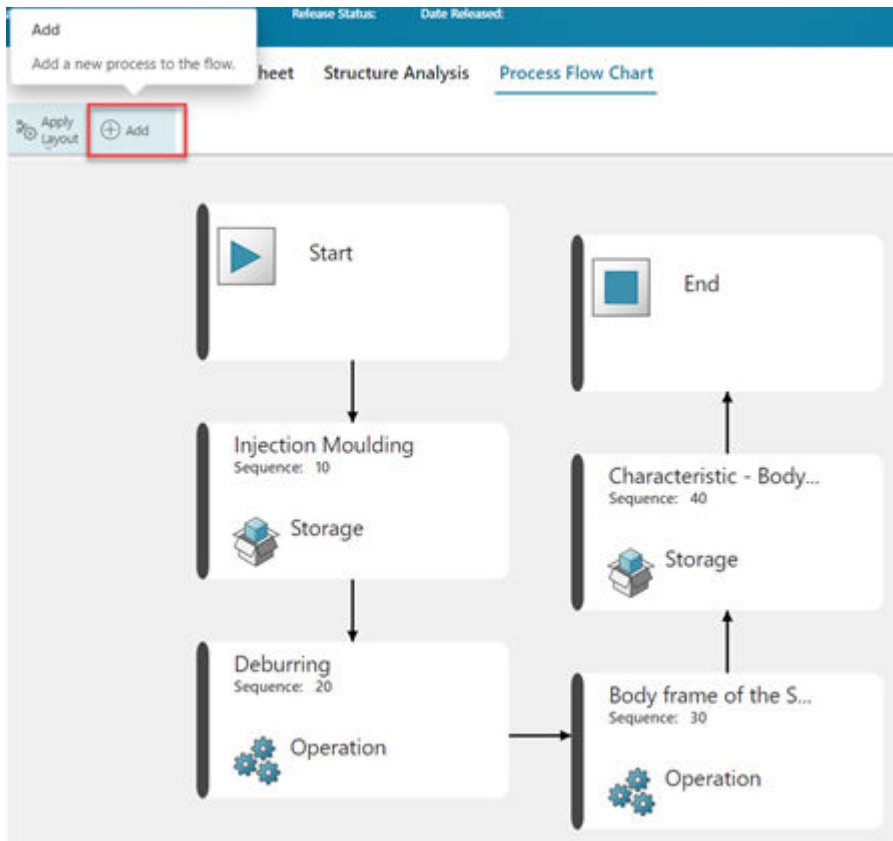 Release Status: Date Released:
Add
Add a new process to the flow.
heet Structure Analysis Process Flow Chart
Apply
Layout
Add
Start
End
Injection Moulding
Sequence: 10
Storage
Characteristic - Body...
Sequence: 40
Storage
Deburring
Sequence: 20
Operation
Body frame of the S...
Sequence: 30
Operation